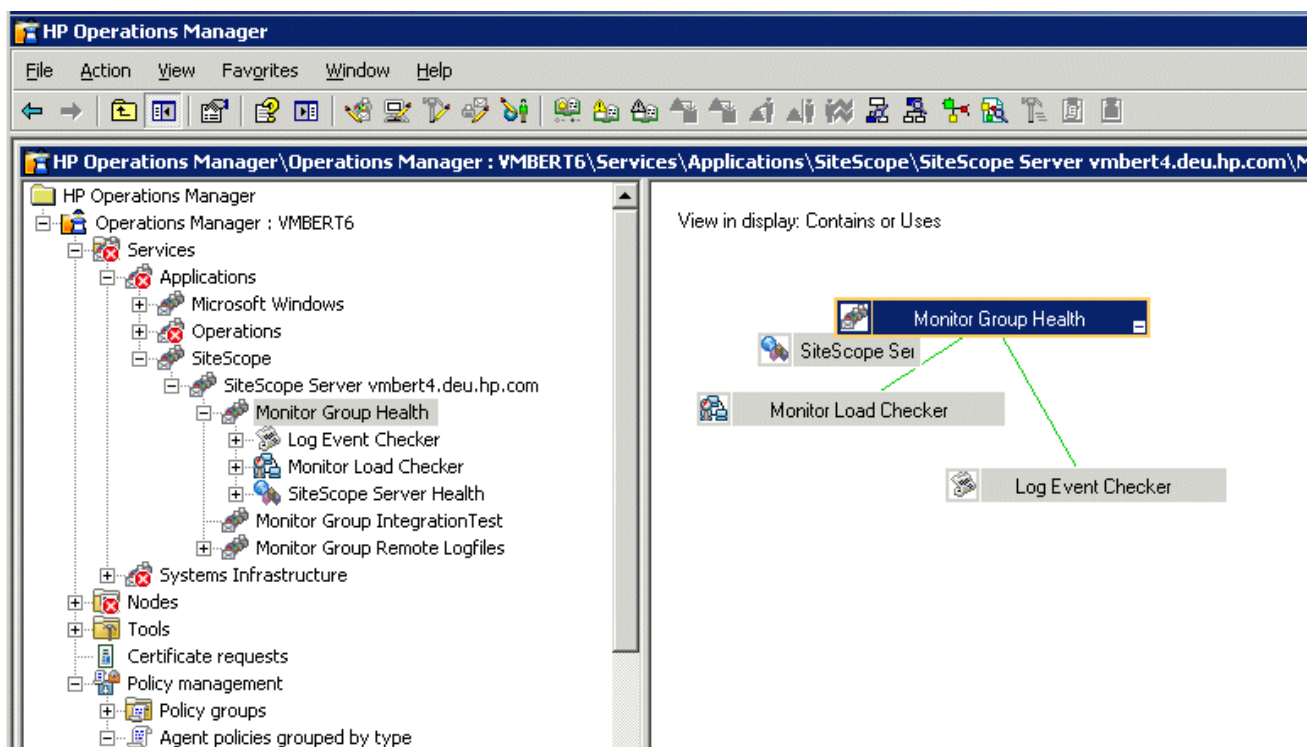 HP Operations Manager
File Action View Favorites Window Help
HP Operations Manager\Operations Manager : VMBERT6\Services\Applications\SiteScope\SiteScope Server vmbert4.deu.hp.com\M
HP Operations Manager
Operations Manager : VMBERT6
Services
Applications
Microsoft Windows
Operations
SiteScope
SiteScope Server vmbert4.deu.hp.com
Monitor Group Health
Log Event Checker
Monitor Load Checker
SiteScope Server Health
Monitor Group IntegrationTest
Monitor Group Remote Logfiles
Systems Infrastructure
Nodes
Tools
Certificate requests
Policy management
Policy groups
Agent policies grouped by type
View in display: Contains or Uses
Monitor Group Health
SiteScope Ser
Monitor Load Checker
Log Event Checker